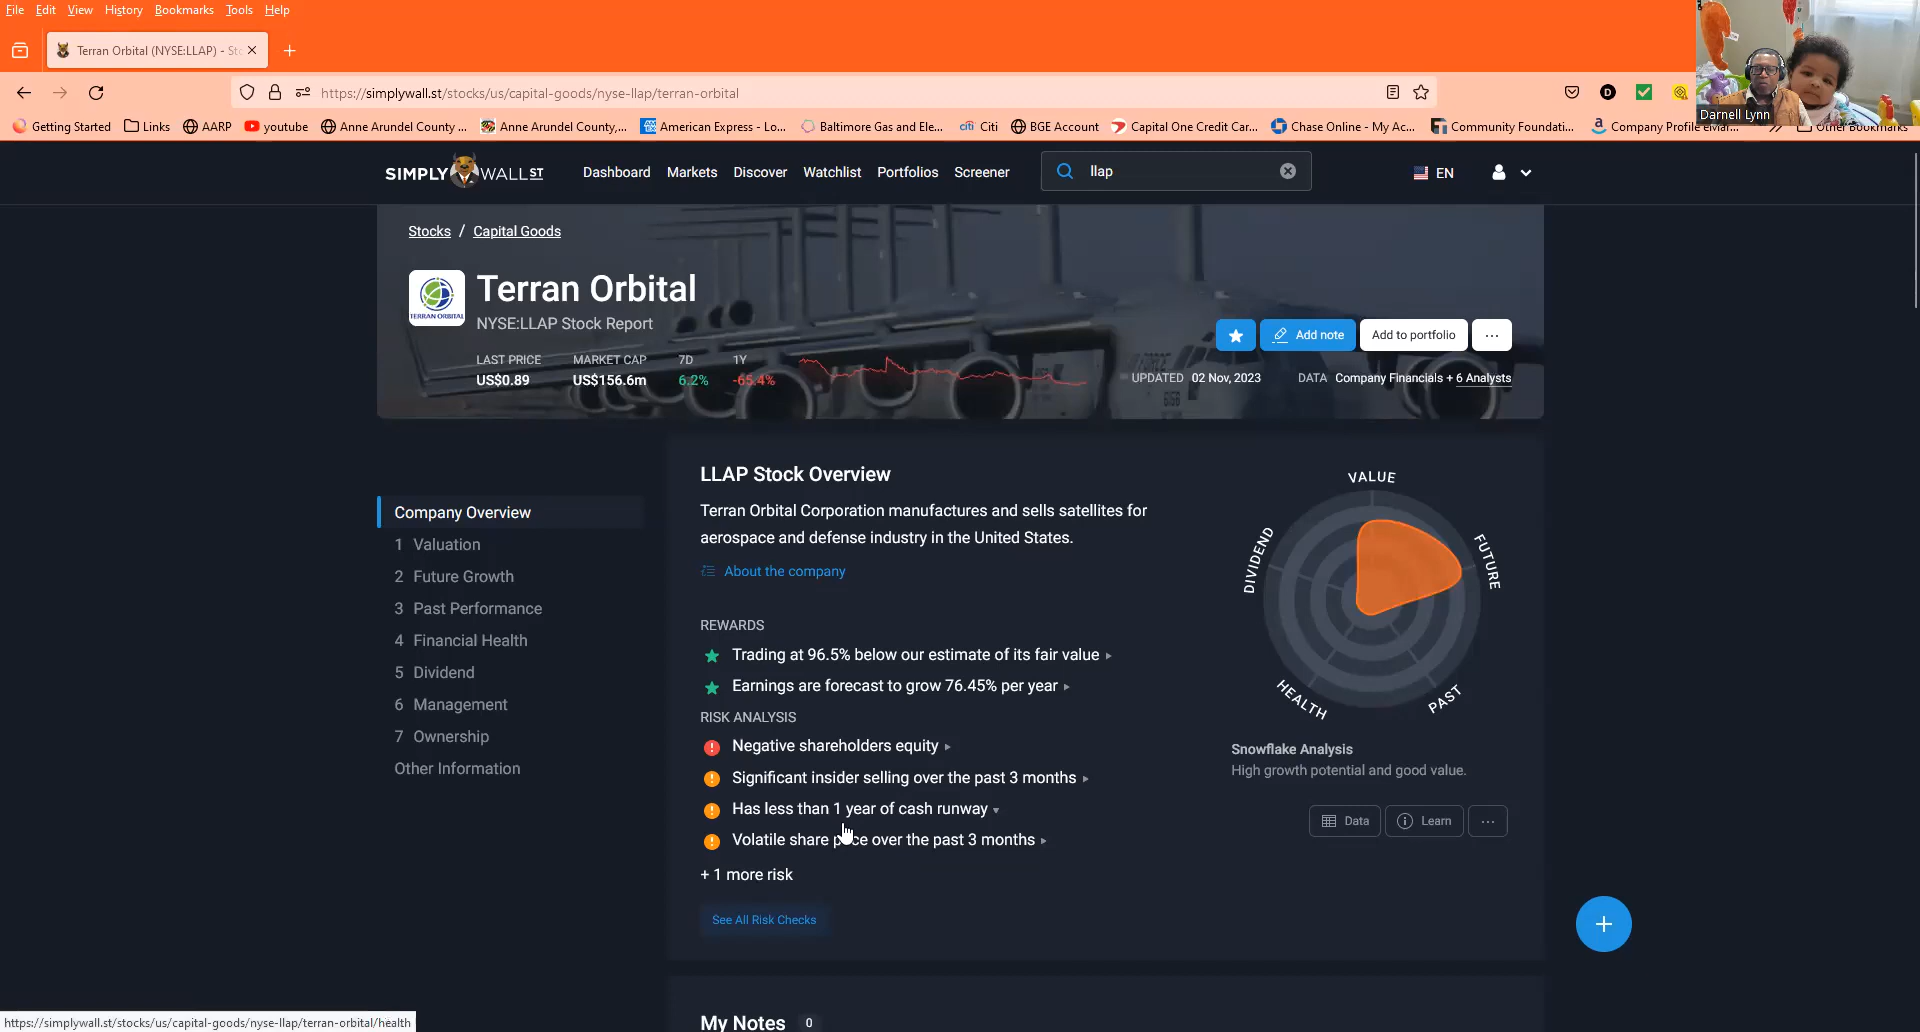 File Edit View History Bookmarks Tools Help
Terran Orbital (NYSE:LLAP) - Sto
https://simplywall.st/stocks/us/capital-goods/nyse-llap/terran-orbital
Darnell Lynn
Getting Started Links AARP youtube Anne Arundel County ... Anne Arundel County,... American Express - Lo... Baltimore Gas and Ele... Citi BGE Account Capital One Credit Car... Chase Online - My Ac... Community Foundati... Company Profile eMar... Other Bookmarks
SIMPLY WALL ST Dashboard Markets Discover Watchlist Portfolios Screener llap EN
Stocks / Capital Goods
Terran Orbital
TERRAN ORBITAL
NYSE:LLAP Stock Report
Add note Add to portfolio ...
LAST PRICE MARKET CAP 7D 1Y
US$0.89 US$156.6m 6.2% -65.4%
UPDATED 02 Nov, 2023 DATA Company Financials + 6 Analysts
Company Overview
1 Valuation
2 Future Growth
3 Past Performance
4 Financial Health
5 Dividend
6 Management
7 Ownership
Other Information
LLAP Stock Overview
Terran Orbital Corporation manufactures and sells satellites for
aerospace and defense industry in the United States.
About the company
REWARDS
Trading at 96.5% below our estimate of its fair value
Earnings are forecast to grow 76.45% per year
RISK ANALYSIS
Negative shareholders equity
Significant insider selling over the past 3 months
Has less than 1 year of cash runway
Volatile share price over the past 3 months
+ 1 more risk
See All Risk Checks
VALUE
FUTURE
PAST
HEALTH
DIVIDEND
Snowflake Analysis
High growth potential and good value.
Data Learn ...
+
My Notes 0
https://simplywall.st/stocks/us/capital-goods/nyse-llap/terran-orbital/health